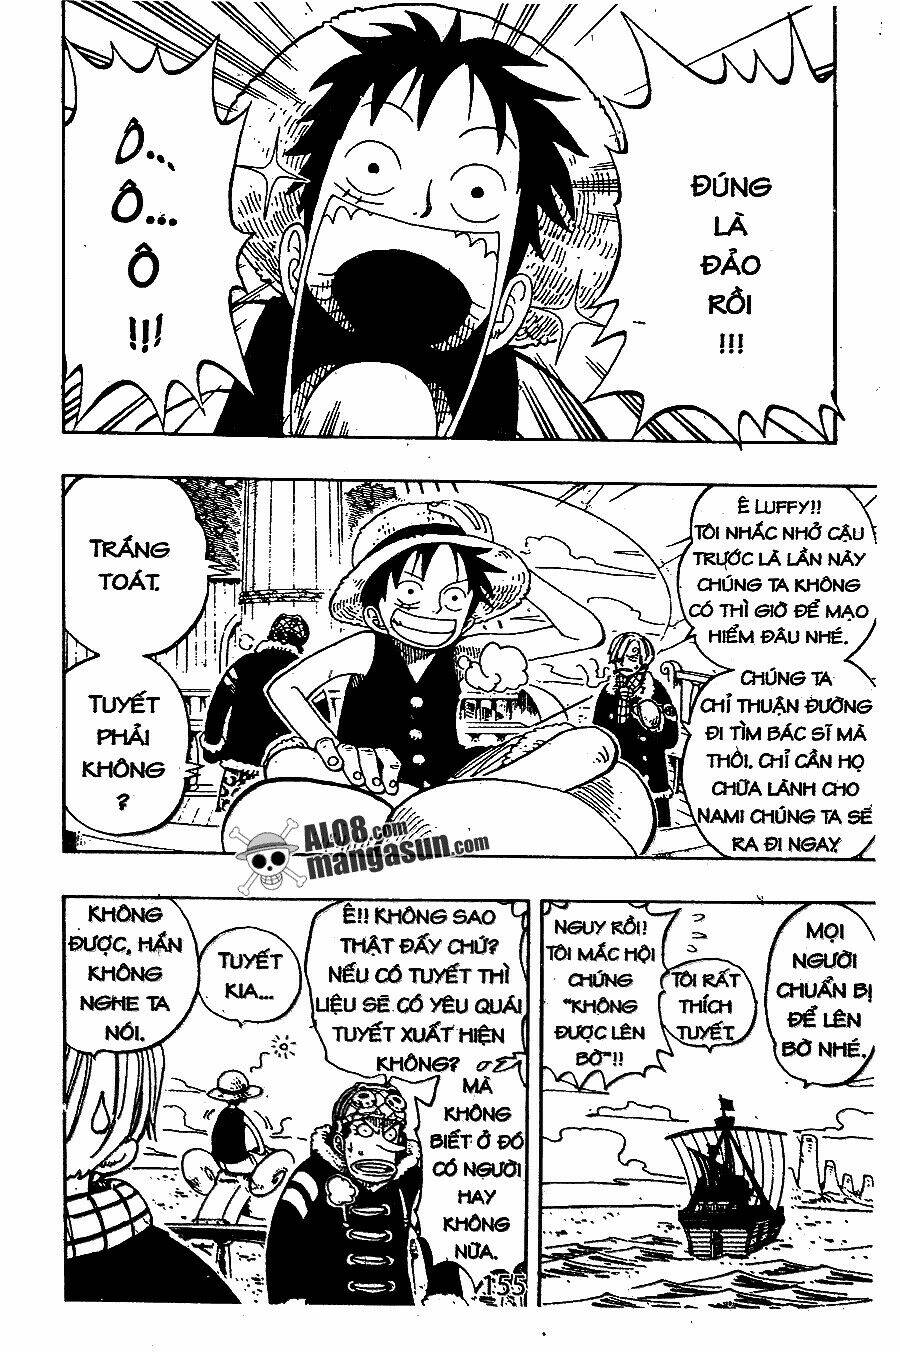 Ô...
Ô...
Ô
!!!
ĐÚNG
LÀ
ĐẢO
RỒI
!!!
TRẮNG
TOÁT.
TUYẾT
PHẢI
KHÔNG
?
Ê LUFFY!!
TÔI NHẮC NHỞ CẬU
TRƯỚC LÀ LẦN NÀY
CHÚNG TA KHÔNG
CÓ THÌ GIỜ ĐỂ MẠO
HIỂM ĐÂU NHÉ.
CHÚNG TA
CHỈ THUẬN ĐƯỜNG
ĐI TÌM BÁC SĨ MÀ
THÔI. CHỈ CẦN HỌ
CHỮA LÀNH CHO
NAMI CHÚNG TA SẼ
RA ĐI NGAY.
AL08.com
mangasun.com
KHÔNG
ĐƯỢC, HẮN
KHÔNG
NGHE TA
NÓI.
TUYẾT
KIA...
Ê!! KHÔNG SAO
THẬT ĐẤY CHỨ?
NẾU CÓ TUYẾT THÌ
LIỆU SẼ CÓ YÊU QUÁI
TUYẾT XUẤT HIỆN
KHÔNG?
MÀ
KHÔNG
BIẾT Ở ĐÓ
CÓ NGƯỜI
HAY
KHÔNG
NỮA.
NGUY RỒI!
TÔI MẮC HỘI
CHỨNG
"KHÔNG
ĐƯỢC LÊN
BỜ"!!
TÔI RẤT
THÍCH
TUYẾT.
MỌI
NGƯỜI
CHUẨN BỊ
ĐỂ LÊN
BỜ NHÉ.
155